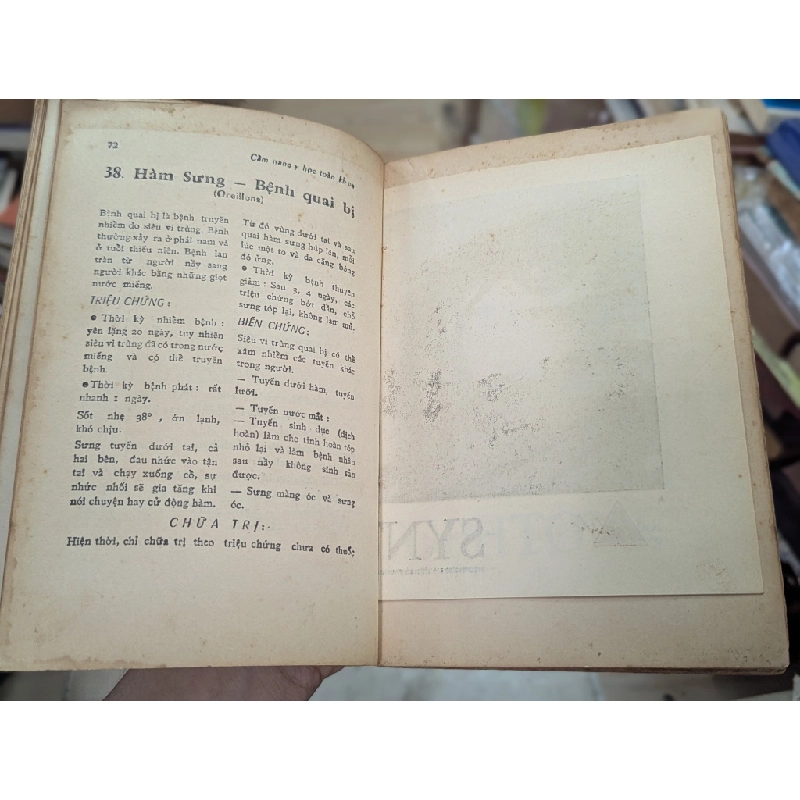 72
Cẩm nang y học toàn khoa
38. Hàm Sưng — Bệnh quai bị
(Oreillons)
Bệnh quai bị là bệnh truyền
nhiễm do siêu vi trùng. Bệnh
thường xảy ra ở phái nam và
ở tuổi thiếu niên. Bệnh lan
tràn từ người này sang
người khác bằng những giọt
nước miếng.
TRIỆU CHỨNG :
● Thời kỳ nhiễm bệnh :
yên lặng 20 ngày, tuy nhiên
siêu vi trùng đã có trong nước
miếng và có thể truyền
bệnh.
● Thời kỳ bệnh phát : rất
nhanh : ngày.
Sốt nhẹ 38°, ớn lạnh,
khó chịu.
Sưng tuyến dưới tai, cả
hai bên, đau nhức vào tận
tai và chạy xuống cổ, sự
nhức nhối sẽ gia tăng khi
nói chuyện hay cử động hàm.
Từ đó vùng dưới tai và sau
quai hàm sưng húp lên, mỗi
lúc một to và da căng bóng
đỏ ửng.
● Thời kỳ bệnh thuyên
giảm : Sau 3, 4 ngày, các
triệu chứng bớt dần, chỗ
sưng tóp lại, không làm mủ.
BIẾN CHỨNG :
Siêu vi trùng quai bị có thể
xâm nhiễm các tuyến khác
trong người.
— Tuyến dưới hàm, tuyến
lưỡi.
— Tuyến nước mắt :
— Tuyến sinh dục (dịch
hoàn) làm cho tinh hoàn tóp
nhỏ lại và làm bệnh nhân
sau này không sinh sản
được.
— Sưng màng óc và sưng
óc.
CHỮA TRỊ :
Hiện thời, chỉ chữa trị theo triệu chứng chưa có thuốc